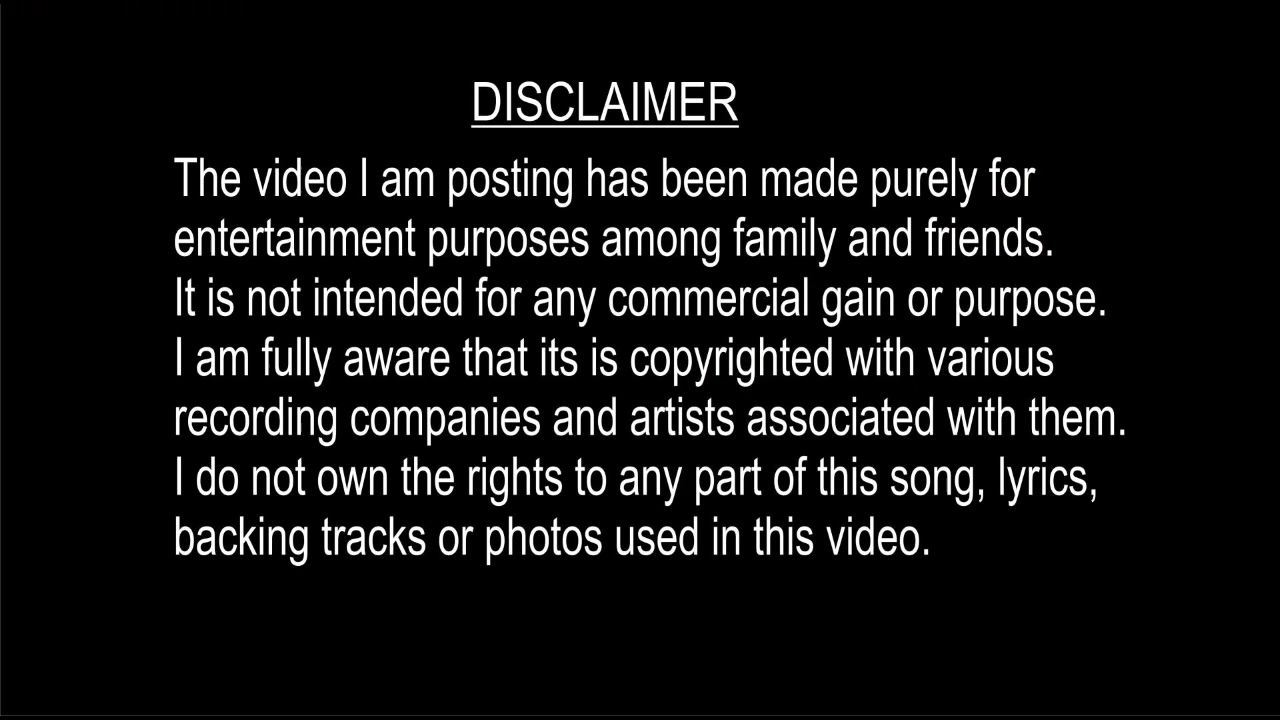 DISCLAIMER
The video I am posting has been made purely for
entertainment purposes among family and friends.
It is not intended for any commercial gain or purpose.
I am fully aware that its is copyrighted with various
recording companies and artists associated with them.
I do not own the rights to any part of this song, lyrics,
backing tracks or photos used in this video.